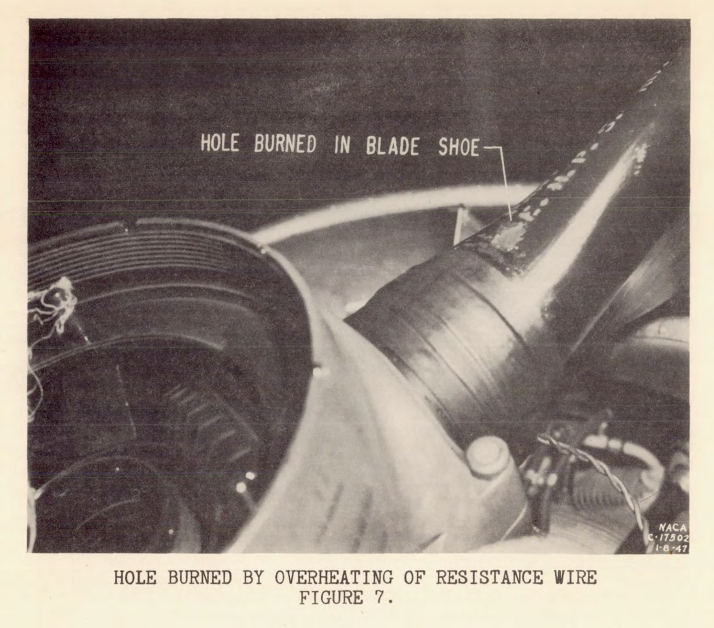 HOLE BURNED IN BLADE SHOE
NACA
C-17502
1-8-47
HOLE BURNED BY OVERHEATING OF RESISTANCE WIRE
FIGURE 7.